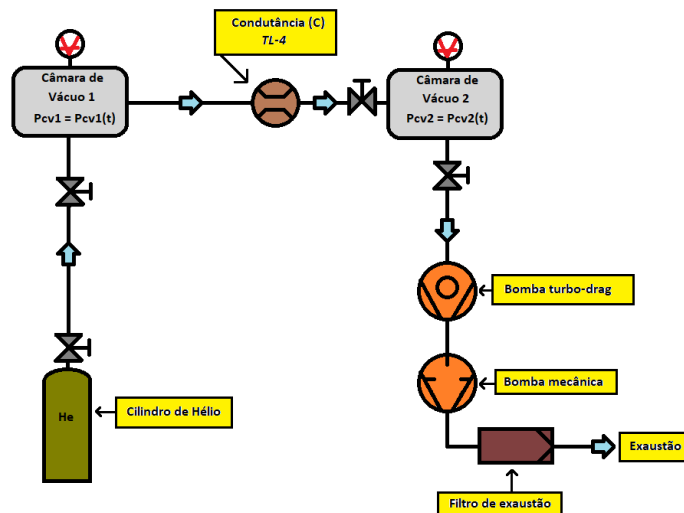 Condutância (C)
TL-4
Câmara de
Vácuo 1
Pcv1 = Pcv1(t)
Câmara de
Vácuo 2
Pcv2 = Pcv2(t)
Bomba turbo-drag
Bomba mecânica
He
Cilindro de Hélio
Exaustão
Filtro de exaustão